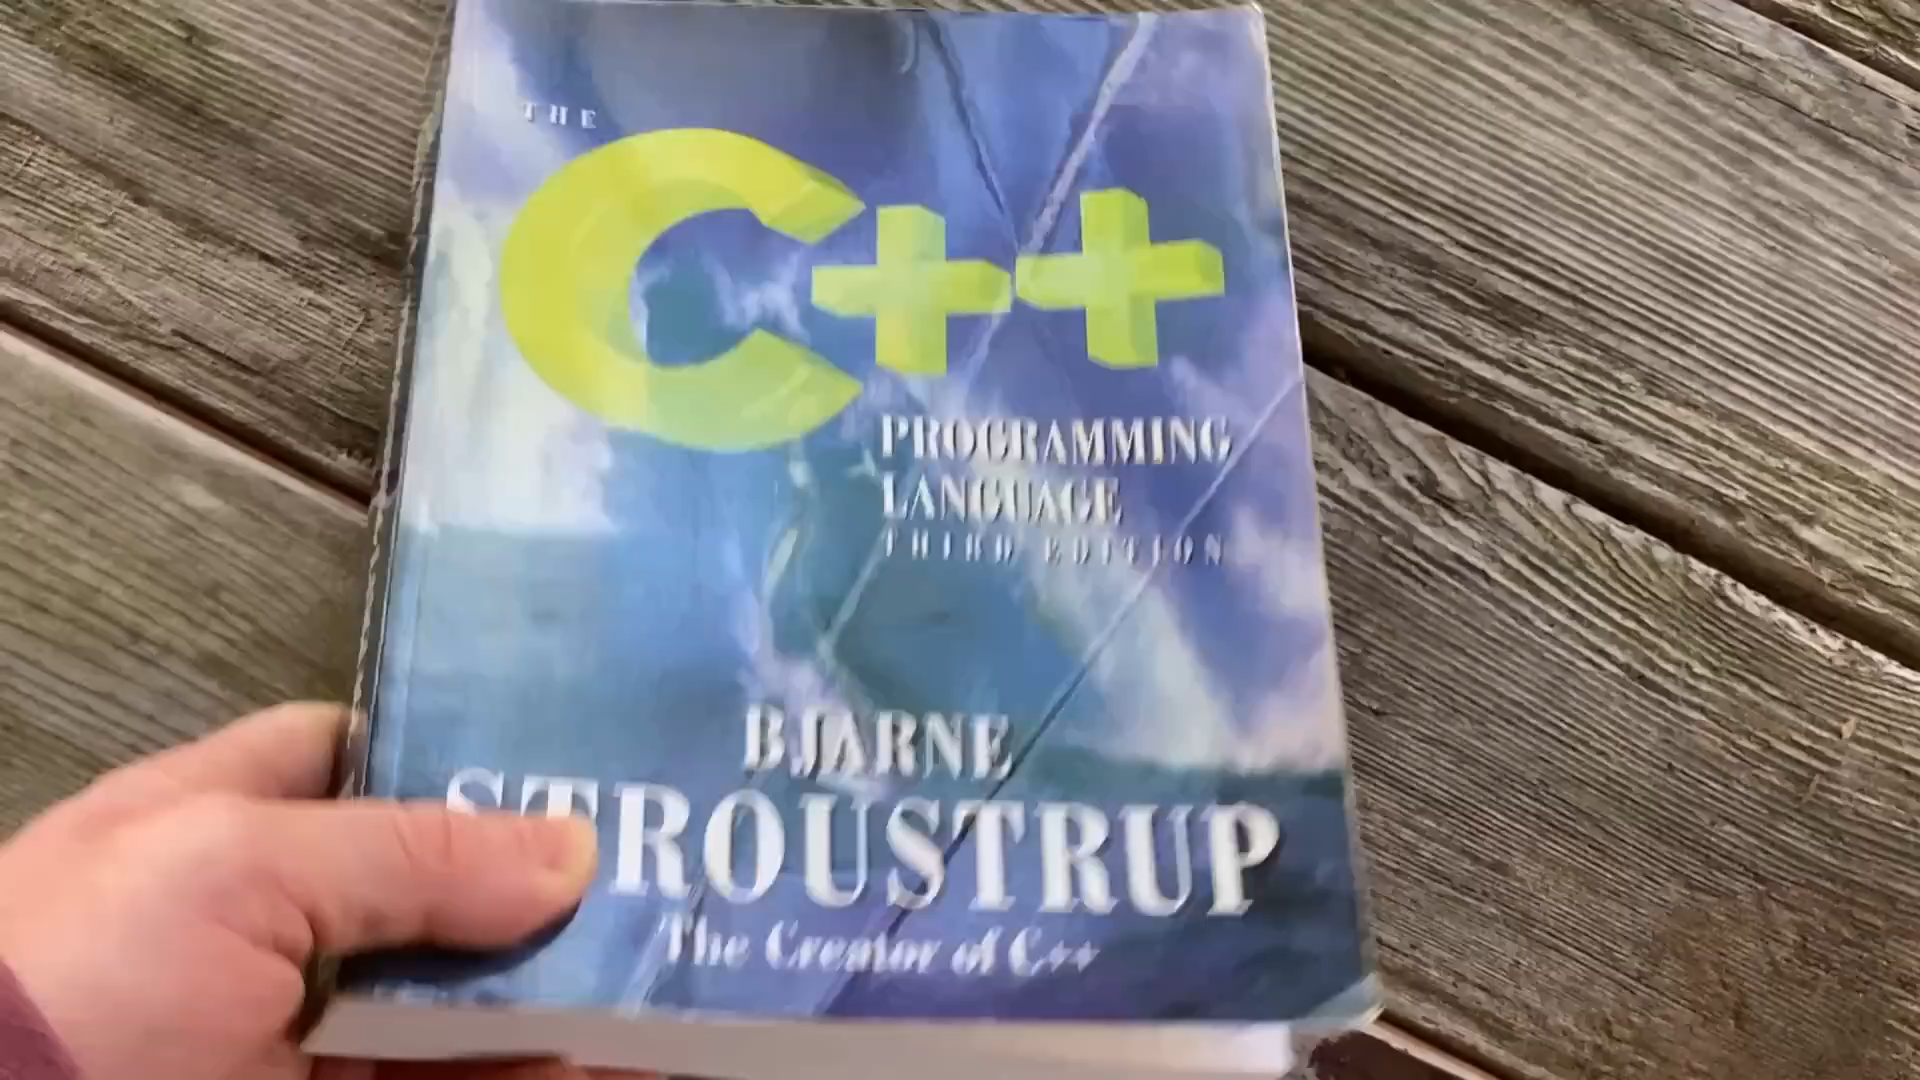 THE
C++
PROGRAMMING
LANGUAGE
THIRD EDITION
BJARNE
STROUSTRUP
The Creator of C++